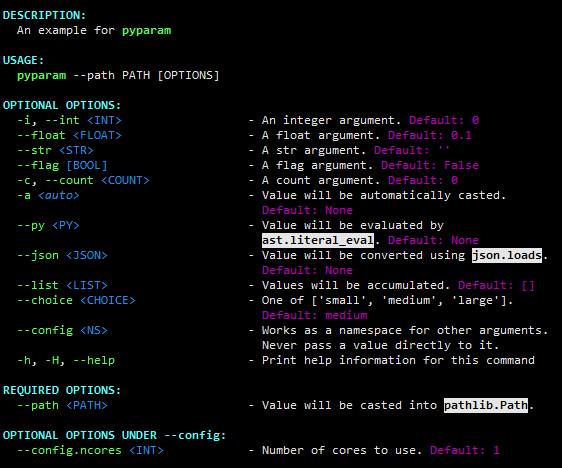 DESCRIPTION:
An example for pyparam
USAGE:
pyparam --path PATH [OPTIONS]
OPTIONAL OPTIONS:
-i, --int <INT> - An integer argument. Default: 0
--float <FLOAT> - A float argument. Default: 0.1
--str <STR> - A str argument. Default: ''
--flag [BOOL] - A flag argument. Default: False
-c, --count <COUNT> - A count argument. Default: 0
-a <auto> - Value will be automatically casted.
Default: None
--py <PY> - Value will be evaluated by
ast.literal_eval. Default: None
--json <JSON> - Value will be converted using json.loads.
Default: None
--list <LIST> - Values will be accumulated. Default: []
--choice <CHOICE> - One of ['small', 'medium', 'large'].
Default: medium
--config <NS> - Works as a namespace for other arguments.
Never pass a value directly to it.
-h, -H, --help - Print help information for this command
REQUIRED OPTIONS:
--path <PATH> - Value will be casted into pathlib.Path.
OPTIONAL OPTIONS UNDER --config:
--config.ncores <INT> - Number of cores to use. Default: 1